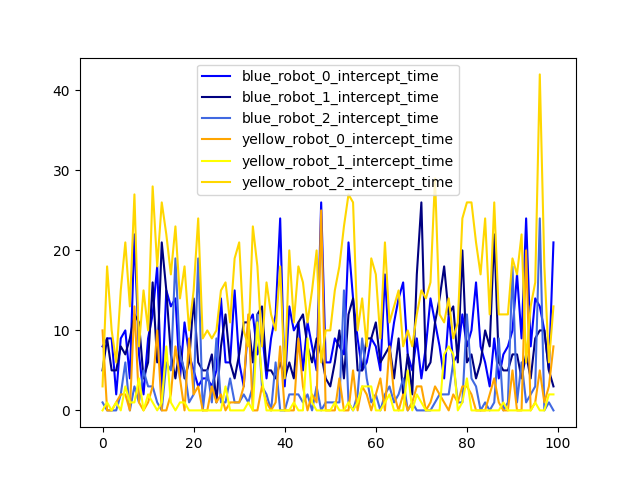 blue_robot_0_intercept_time
blue_robot_1_intercept_time
blue_robot_2_intercept_time
yellow_robot_0_intercept_time
yellow_robot_1_intercept_time
yellow_robot_2_intercept_time
40
30
20
10
0
0 20 40 60 80 100